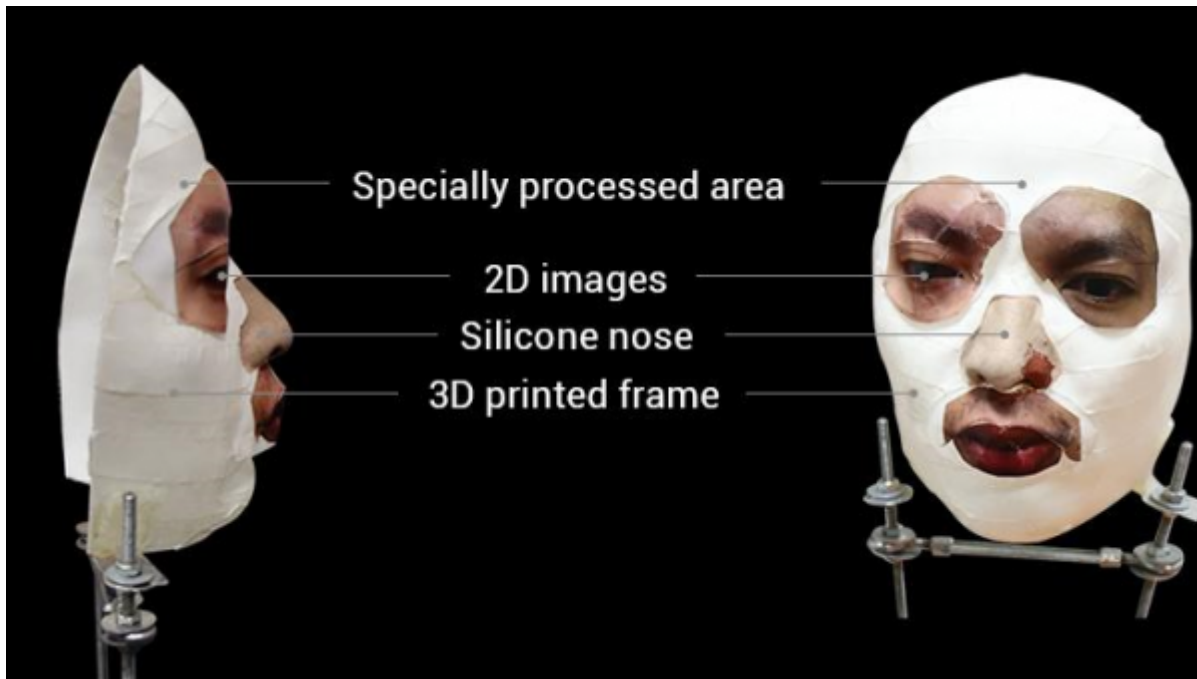 Specially processed area
2D images
Silicone nose
3D printed frame